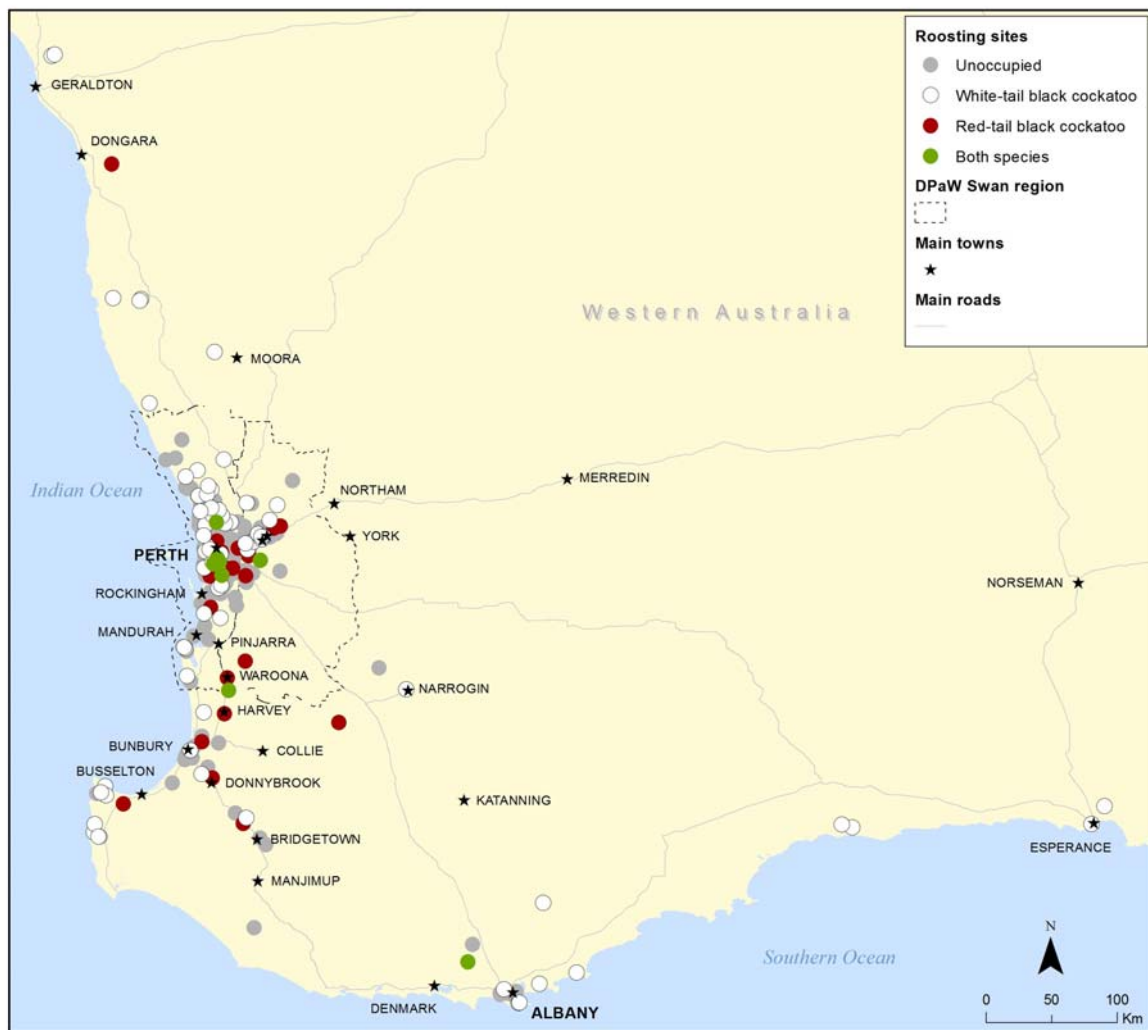 Roosting sites
Unoccupied
White-tail black cockatoo
Red-tail black cockatoo
Both species
DPaW Swan region
Main towns
Main roads
GERALDTON
DONGARA
Western Australia
MOORA
Indian Ocean
MERREDIN
NORTHAM
YORK
PERTH
NORSEMAN
ROCKINGHAM
MANDURAH
PINJARRA
WAROONA
NARROGIN
HARVEY
BUNBURY
COLLIE
BUSSELTON
DONNYBROOK
KATANNING
BRIDGETOWN
ESPERANCE
MANJIMUP
N
Southern Ocean
DENMARK
ALBANY
0 50 100
Km